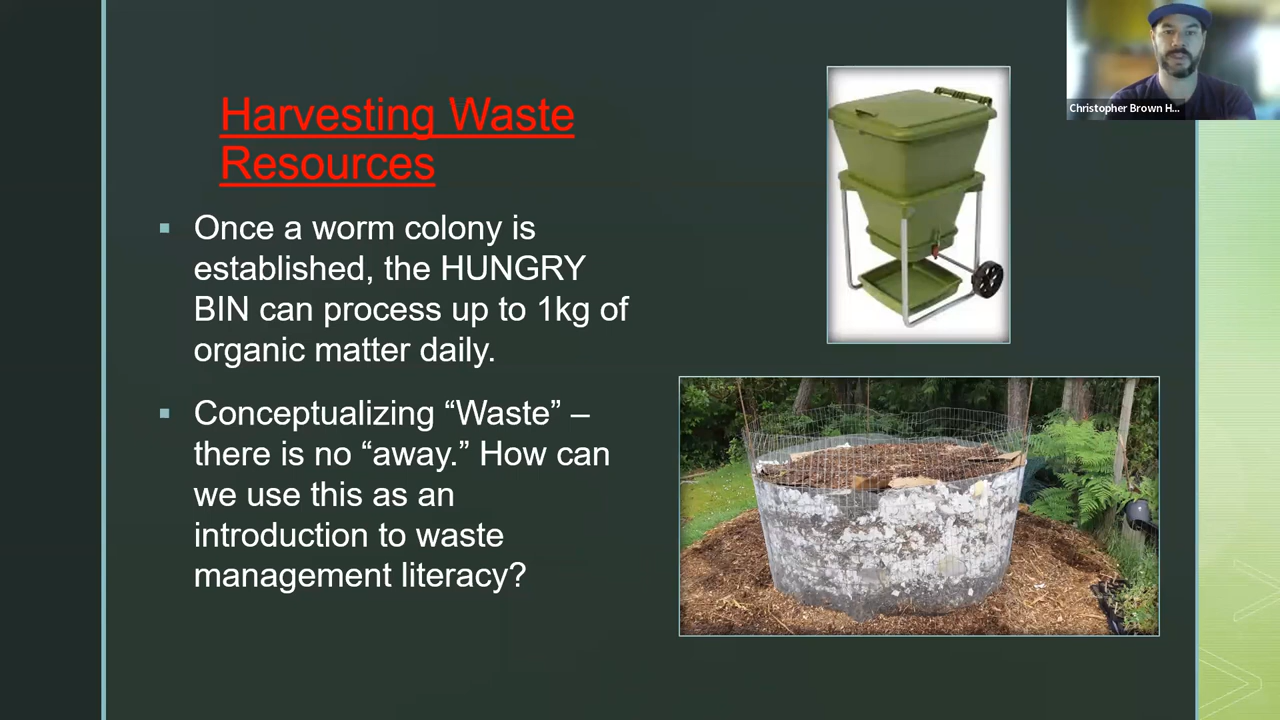 Harvesting Waste
Resources
Once a worm colony is
established, the HUNGRY
BIN can process up to 1kg of
organic matter daily.
Conceptualizing “Waste” –
there is no “away.” How can
we use this as an
introduction to waste
management literacy?
Christopher Brown H...